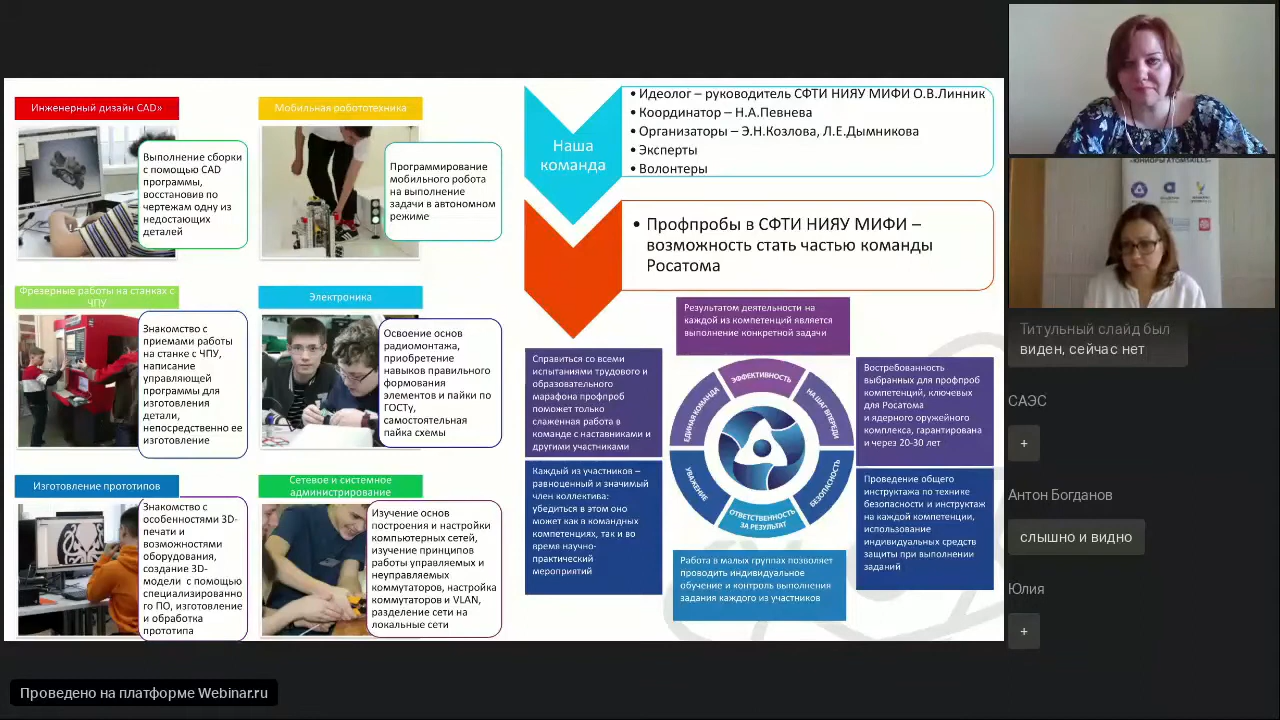 Инженерный дизайн CAD»
Выполнение сборки
с помощью CAD
программы,
восстановив по
чертежам одну из
недостающих
деталей
Мобильная робототехника
Программирование
мобильного робота
на выполнение
задачи в автономном
режиме
Фрезерные работы на станках с
ЧПУ
Знакомство с
приемами работы
на станке с ЧПУ,
написание
управляющей
программы для
изготовления
детали,
непосредственно ее
изготовление
Электроника
Освоение основ
радиомонтажа,
приобретение
навыков правильного
формования
элементов и пайки по
ГОСТу,
самостоятельная
пайка схемы
Изготовление прототипов
Знакомство с
особенностями 3D-
печати и
возможностями
оборудования,
создание 3D-
модели с помощью
специализированно
го ПО, изготовление
и обработка
прототипа
Сетевое и системное
администрирование
Изучение основ
построения и настройки
компьютерных сетей,
изучение принципов
работы управляемых и
неуправляемых
коммутаторов, настройка
коммутаторов и VLAN,
разделение сети на
локальные сети
Наша
команда
• Идеолог – руководитель СФТИ НИЯУ МИФИ О.В.Линник
• Координатор – Н.А.Певнева
• Организаторы – Э.Н.Козлова, Л.Е.Дымникова
• Эксперты
• Волонтеры
• Профпробы в СФТИ НИЯУ МИФИ –
возможность стать частью команды
Росатома
Результатом деятельности на
каждой из компетенций является
выполнение конкретной задачи
Справиться со всеми
испытаниями трудового и
образовательного
марафона профпроб
поможет только
слаженная работа в
команде с наставниками и
другими участниками
Каждый из участников –
равноценный и значимый
член коллектива:
убедиться в этом оно
может как в командных
компетенциях, так и во
время научно-
практический
мероприятий
ЭФФЕКТИВНОСТЬ
НА ШАГ ВПЕРЕДИ
БЕЗОПАСНОСТЬ
ОТВЕТСТВЕННОСТЬ
ЗА РЕЗУЛЬТАТ
УВАЖЕНИЕ
ЕДИНАЯ КОМАНДА
Востребованность
выбранных для профпроб
компетенций, ключевых
для Росатома
и ядерного оружейного
комплекса, гарантирована
и через 20-30 лет
Проведение общего
инструктажа по технике
безопасности и инструктаж
на каждой компетенции,
использование
индивидуальных средств
защиты при выполнении
заданий
Работа в малых группах позволяет
проводить индивидуальное
обучение и контроль выполнения
задания каждого из участников
«ЮНИОРЫ ATOMSKILLS»
Титульный слайд был
виден, сейчас нет
САЭС
+
Антон Богданов
слышно и видно
Юлия
+
Проведено на платформе Webinar.ru